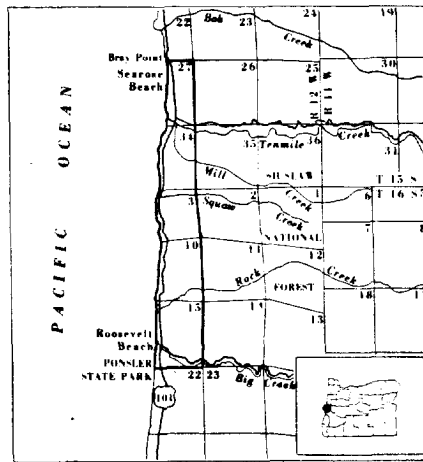 22 Bob 23 24 19
Creek
Bray Point
27 26 25 30
Searose
Beach
R 12 W
R 11 W
34 35 Tenmile 36 Creek 31
Mill SIUSLAW T 15 S
3 2 Creek 1 6 T 16 S
Squaw Creek
7 8
NATIONAL
10 11 12
Rock Creek
FOREST
15 14 13 18
Roosevelt
Beach
PONSLER
STATE PARK
22 23 Big Creek
101
PACIFIC OCEAN